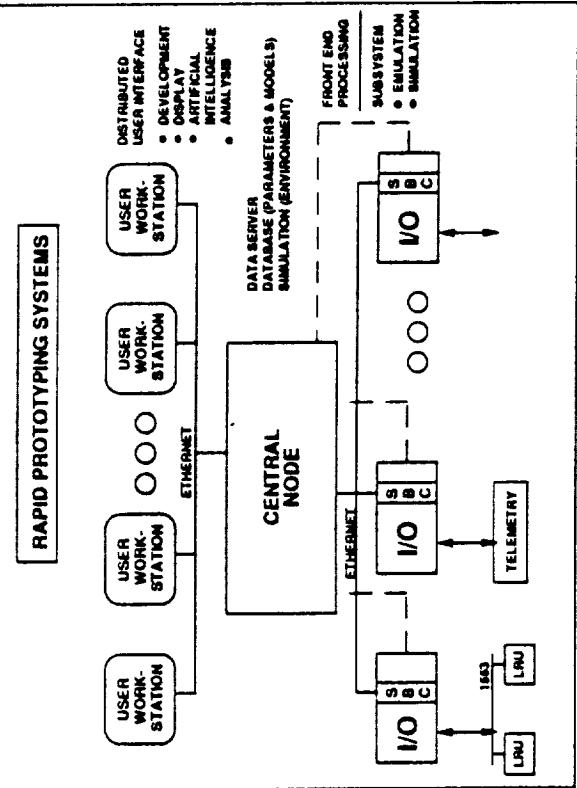 RAPID PROTOTYPING SYSTEMS
USER
WORK-
STATION
USER
WORK-
STATION
USER
WORK-
STATION
USER
WORK-
STATION
DISTRIBUTED
USER INTERFACE
● DEVELOPMENT
● DISPLAY
● ARTIFICIAL
INTELLIGENCE
● ANALYSIS
ETHERNET
CENTRAL
NODE
DATA SERVER
DATABASE (PARAMETERS & MODELS)
SIMULATION (ENVIRONMENT)
ETHERNET
FRONT END
PROCESSING
SUBSYSTEM
● EMULATION
● SIMULATION
I/O
S
B
C
I/O
S
B
C
I/O
S
B
C
1553
LRU
LRU
TELEMETRY